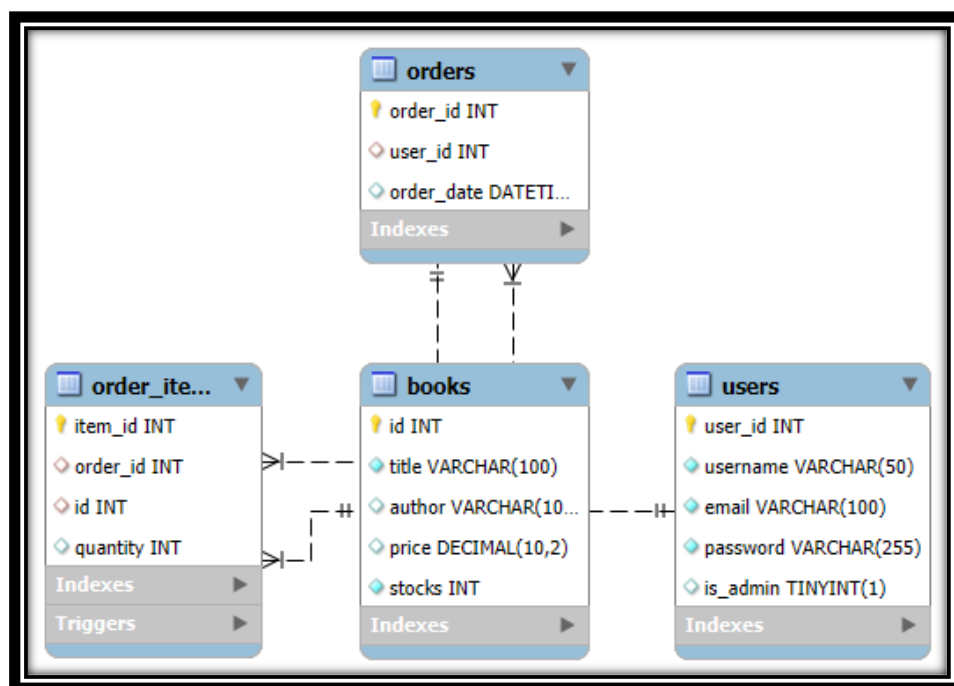 orders
order_id INT
user_id INT
order_date DATETI...
Indexes
order_ite...
item_id INT
order_id INT
id INT
quantity INT
Indexes
Triggers
books
id INT
title VARCHAR(100)
author VARCHAR(10...
price DECIMAL(10,2)
stocks INT
Indexes
users
user_id INT
username VARCHAR(50)
email VARCHAR(100)
password VARCHAR(255)
is_admin TINYINT(1)
Indexes